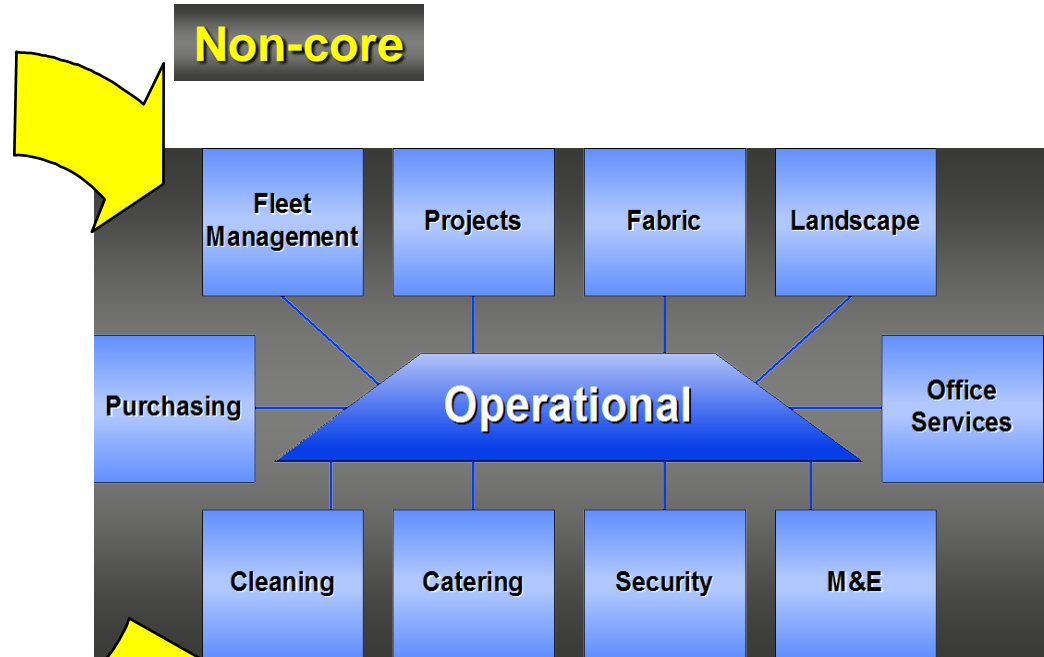 Non-core
Fleet
Management
Projects
Fabric
Landscape
Purchasing
Operational
Office
Services
Cleaning
Catering
Security
M&E